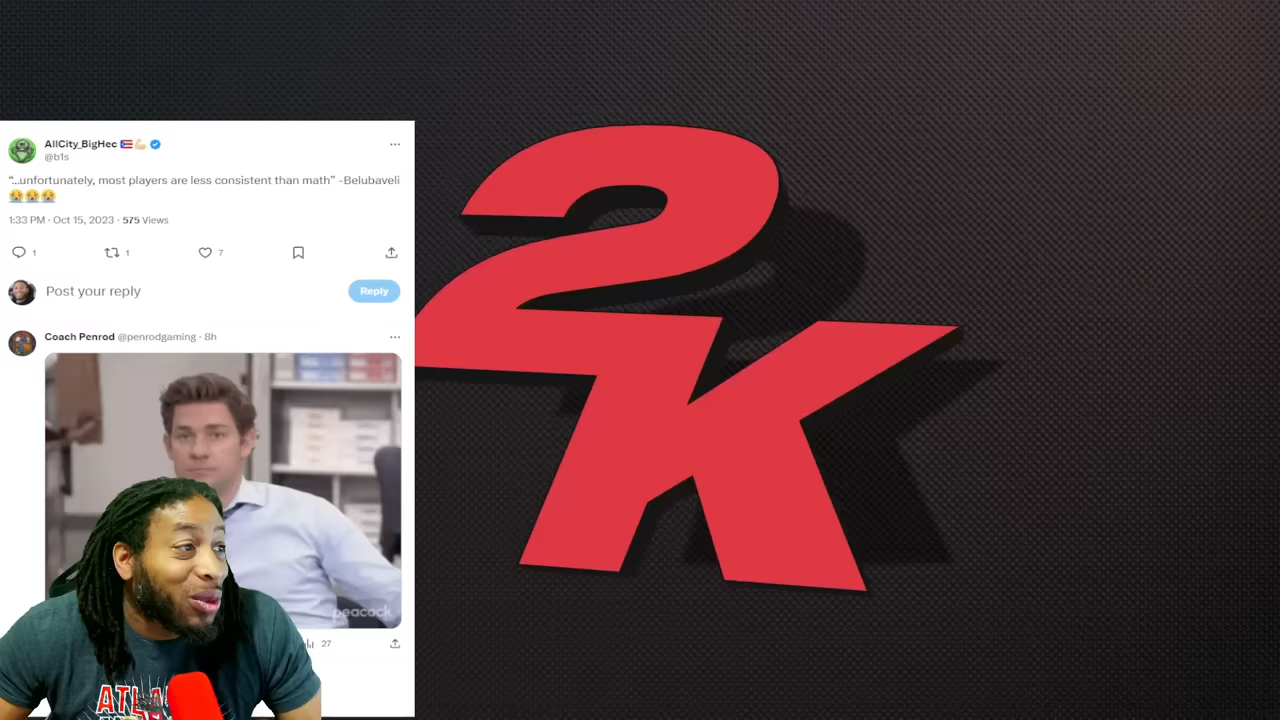 AllCity_BigHec
@b1s
“...unfortunately, most players are less consistent than math” -Belubaveli
1:33 PM · Oct 15, 2023 · 575 Views
1
1
7
Post your reply
Reply
Coach Penrod @penrodgaming · 8h
peacock
27
ATLA
2K